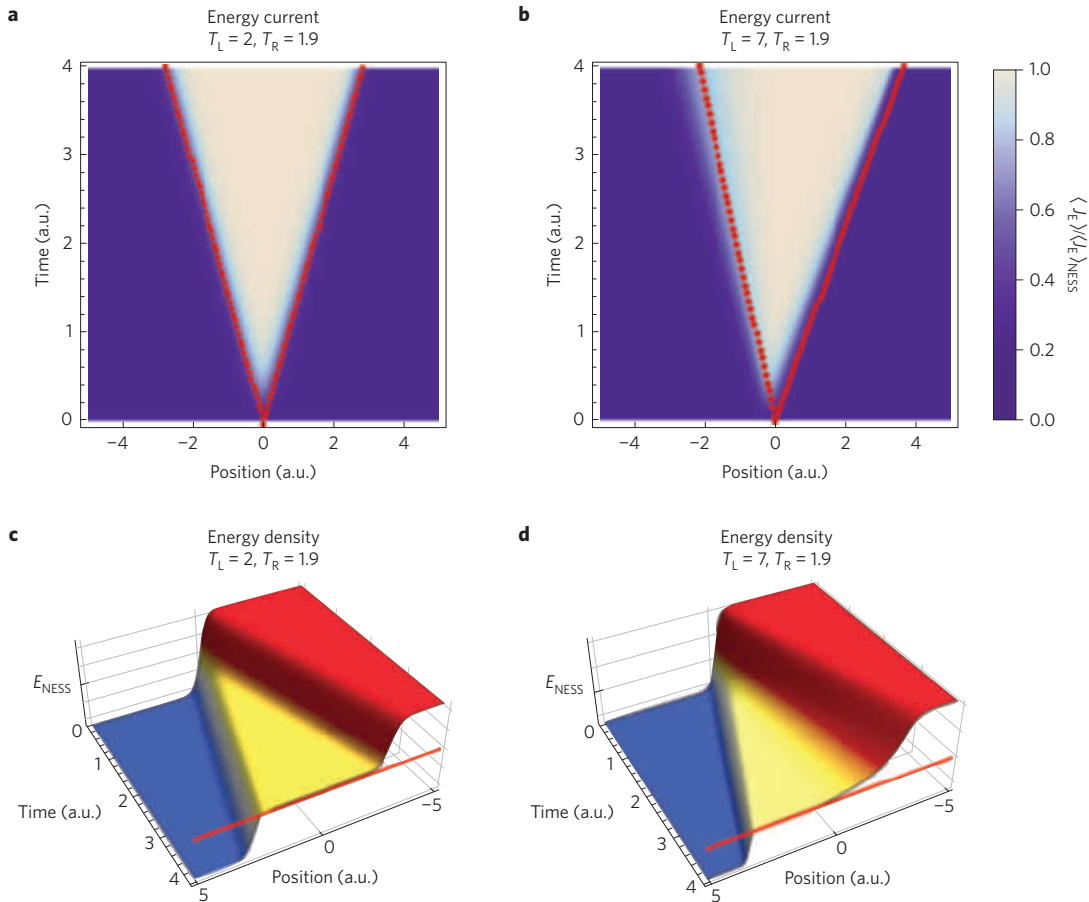 a
Energy current
T_L = 2, T_R = 1.9
4
3
2
1
0
Time (a.u.)
−4 −2 0 2 4
Position (a.u.)
b
Energy current
T_L = 7, T_R = 1.9
4
3
2
1
0
Time (a.u.)
−4 −2 0 2 4
Position (a.u.)
1.0
0.8
0.6
0.4
0.2
0.0
⟨J_E⟩/⟨J_E⟩_NESS
c
Energy density
T_L = 2, T_R = 1.9
E_NESS
0
1
2
3
4
Time (a.u.)
5
0
−5
Position (a.u.)
d
Energy density
T_L = 7, T_R = 1.9
E_NESS
0
1
2
3
4
Time (a.u.)
5
0
−5
Position (a.u.)